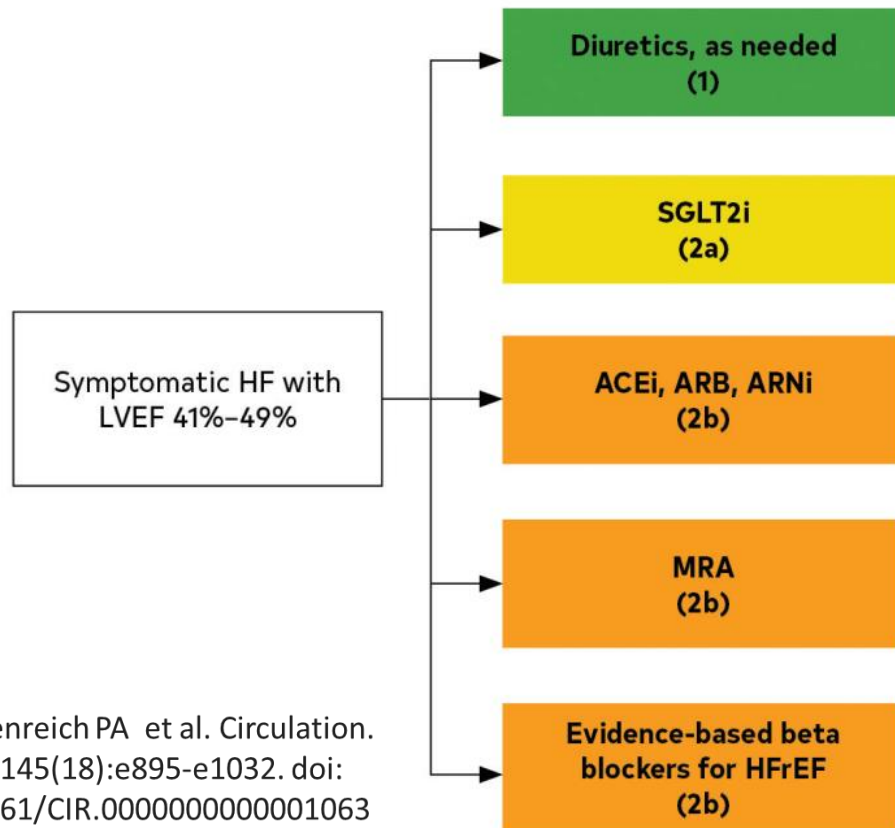 Diuretics, as needed
(1)
SGLT2i
(2a)
Symptomatic HF with
LVEF 41%–49%
ACEi, ARB, ARNi
(2b)
MRA
(2b)
Evidence-based beta
blockers for HFrEF
(2b)
PA et al. Circulation.
145(18):e895-e1032. doi:
61/CIR.0000000000001063